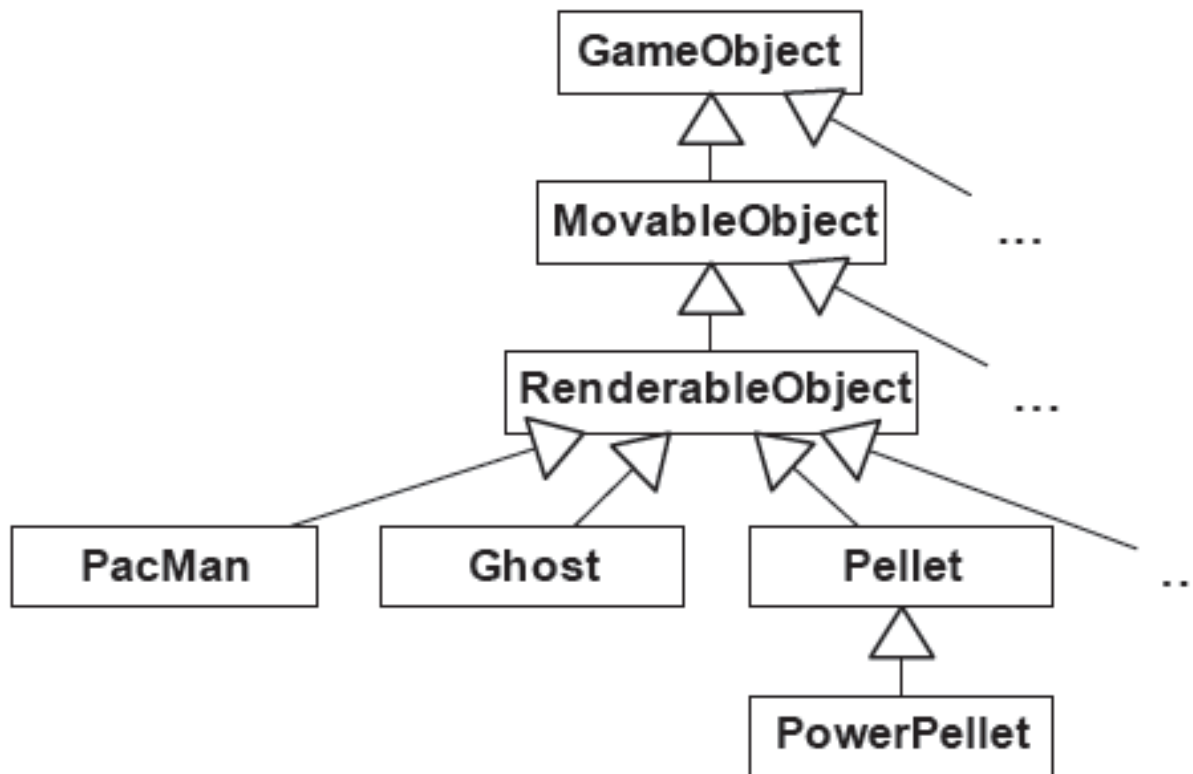 GameObject
MovableObject
...
RenderableObject
...
PacMan
Ghost
Pellet
..
PowerPellet